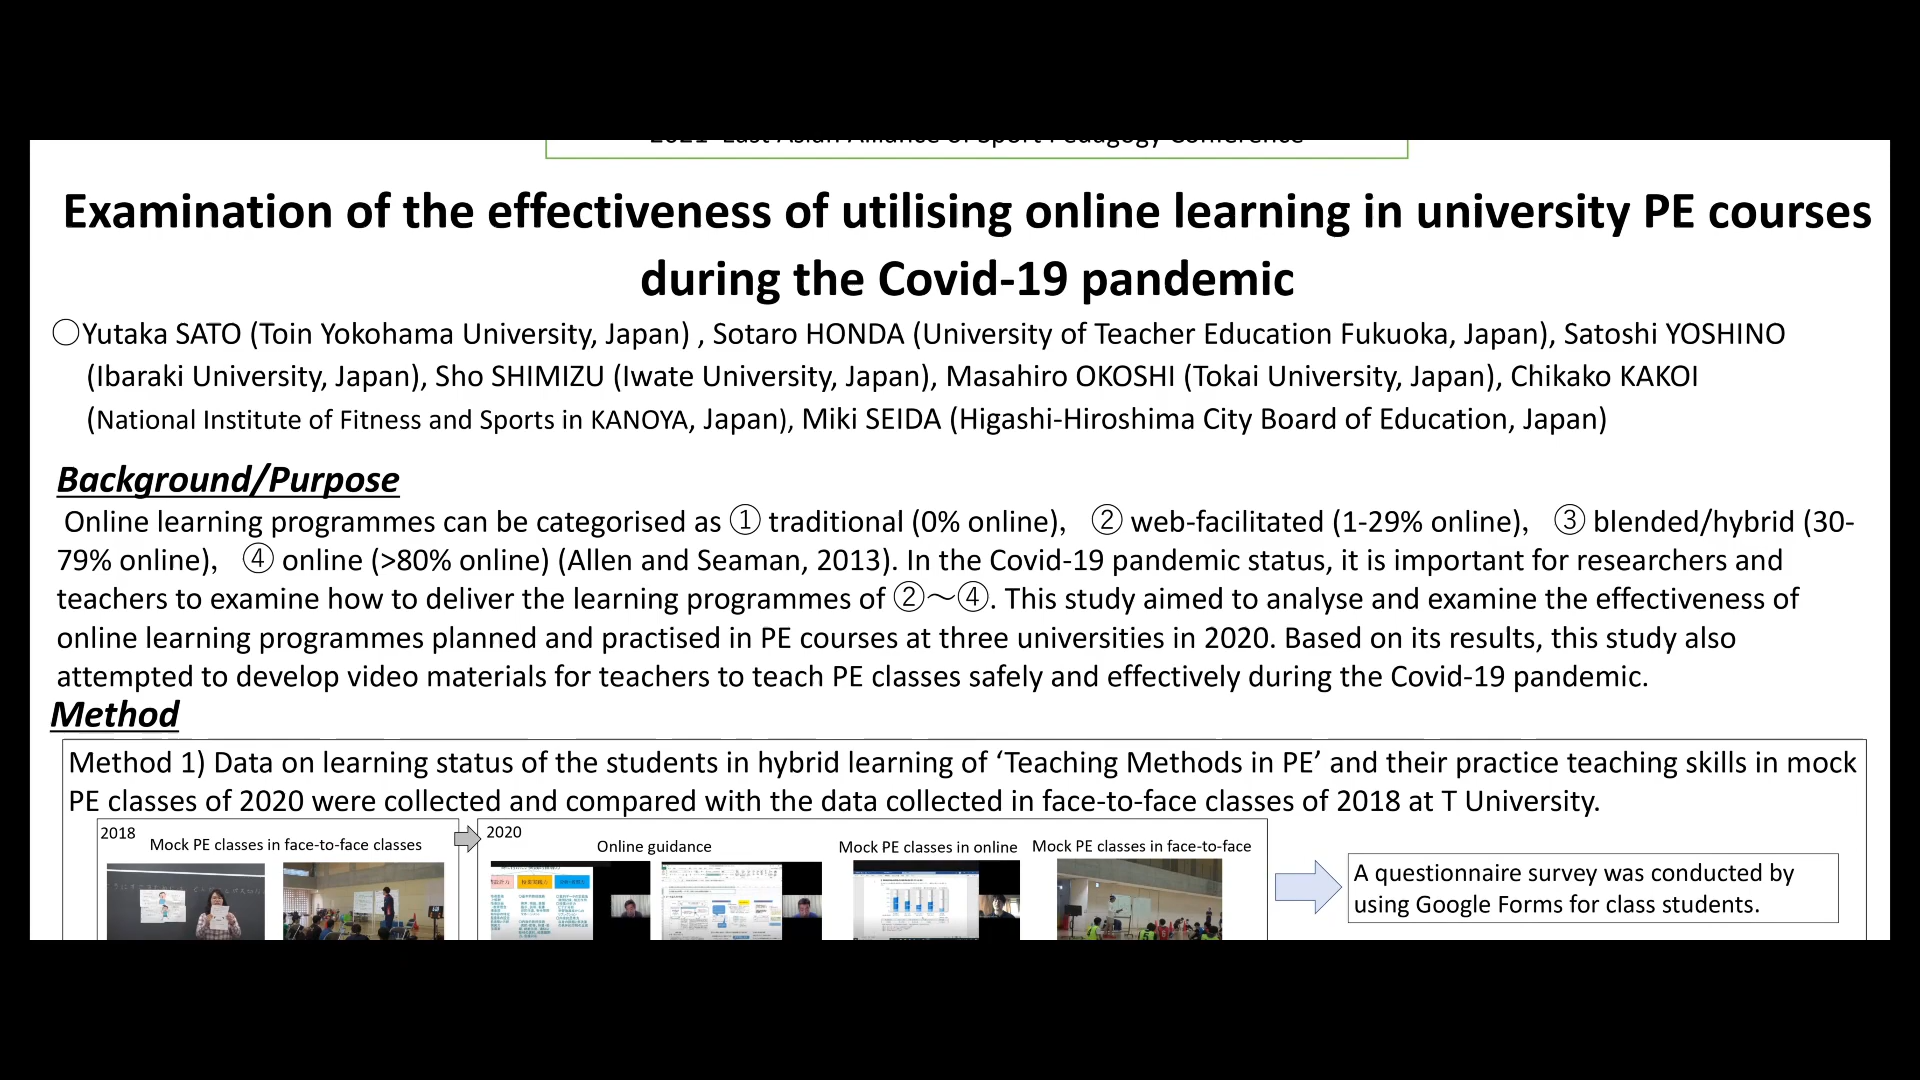 2021 East Asian Alliance of Sport Pedagogy Conference
Examination of the effectiveness of utilising online learning in university PE courses
during the Covid-19 pandemic
〇Yutaka SATO (Toin Yokohama University, Japan) , Sotaro HONDA (University of Teacher Education Fukuoka, Japan), Satoshi YOSHINO
(Ibaraki University, Japan), Sho SHIMIZU (Iwate University, Japan), Masahiro OKOSHI (Tokai University, Japan), Chikako KAKOI
(National Institute of Fitness and Sports in KANOYA, Japan), Miki SEIDA (Higashi-Hiroshima City Board of Education, Japan)
Background/Purpose
Online learning programmes can be categorised as ① traditional (0% online), ② web-facilitated (1-29% online), ③ blended/hybrid (30-
79% online), ④ online (>80% online) (Allen and Seaman, 2013). In the Covid-19 pandemic status, it is important for researchers and
teachers to examine how to deliver the learning programmes of ②～④. This study aimed to analyse and examine the effectiveness of
online learning programmes planned and practised in PE courses at three universities in 2020. Based on its results, this study also
attempted to develop video materials for teachers to teach PE classes safely and effectively during the Covid-19 pandemic.
Method
Method 1) Data on learning status of the students in hybrid learning of ‘Teaching Methods in PE’ and their practice teaching skills in mock
PE classes of 2020 were collected and compared with the data collected in face-to-face classes of 2018 at T University.
2018
Mock PE classes in face-to-face classes
2020
Online guidance
Mock PE classes in online
Mock PE classes in face-to-face
A questionnaire survey was conducted by
using Google Forms for class students.